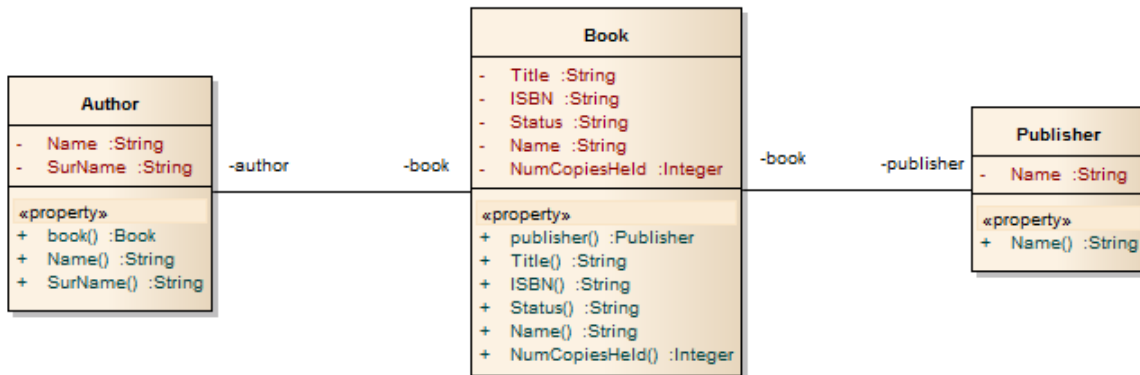 Author
- Name :String
- SurName :String
«property»
+ book() :Book
+ Name() :String
+ SurName() :String
-author
-book
Book
- Title :String
- ISBN :String
- Status :String
- Name :String
- NumCopiesHeld :Integer
«property»
+ publisher() :Publisher
+ Title() :String
+ ISBN() :String
+ Status() :String
+ Name() :String
+ NumCopiesHeld() :Integer
-book
-publisher
Publisher
- Name :String
«property»
+ Name() :String